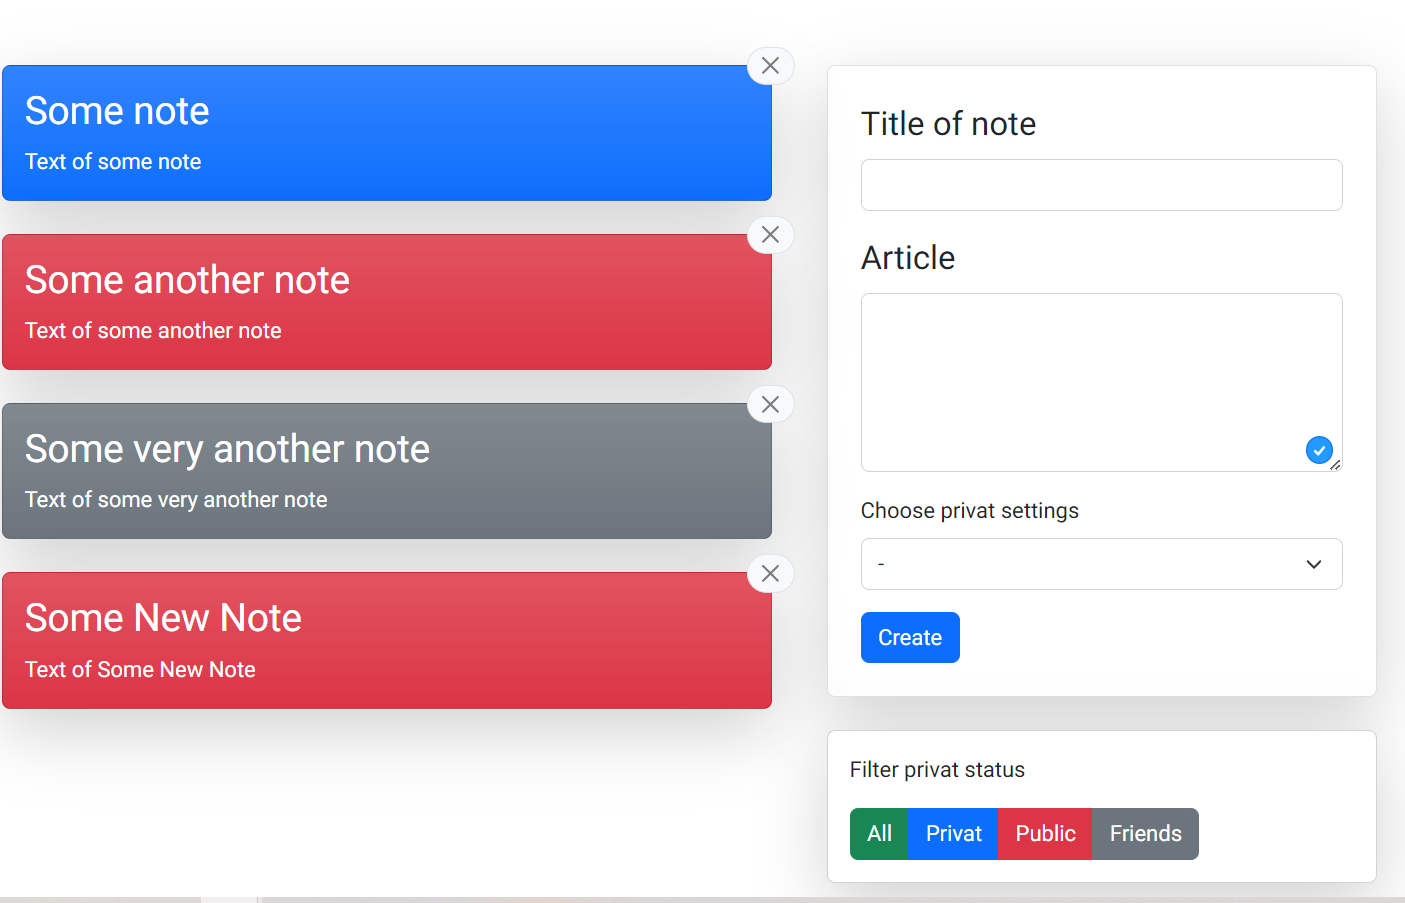 Some note
Text of some note
Some another note
Text of some another note
Some very another note
Text of some very another note
Some New Note
Text of Some New Note
Title of note
Article
Choose privat settings
-
Create
Filter privat status
All Privat Public Friends